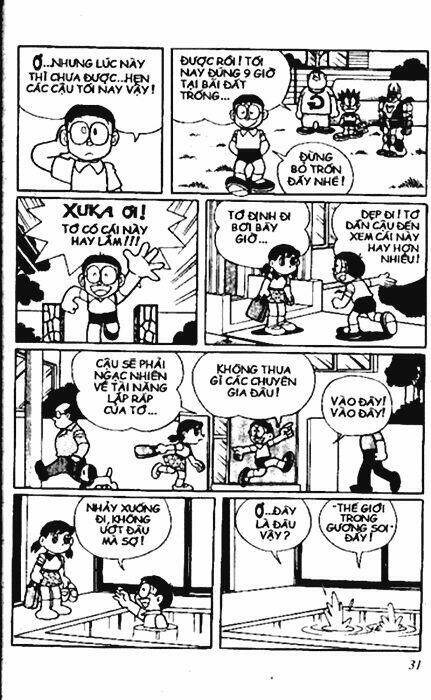 Ơ...NHƯNG LÚC NÀY
THÌ CHƯA ĐƯỢC...HẸN
CÁC CẬU TỐI NAY VẬY!
ĐƯỢC RỒI! TỐI
NAY ĐÚNG 9 GIỜ
TẠI BÃI ĐẤT
TRỐNG...
ĐỪNG
BỎ TRỐN
ĐẤY NHÉ!
XUKA ƠI!
TỚ CÓ CÁI NÀY
HAY LẮM!!!
TỚ ĐỊNH ĐI
BƠI BÂY
GIỜ...
DẸP ĐI! TỚ
DẪN CẬU ĐẾN
XEM CÁI NÀY
HAY HƠN
NHIỀU!
CẬU SẼ PHẢI
NGẠC NHIÊN
VỀ TÀI NĂNG
LẮP RÁP
CỦA TỚ...
KHÔNG THUA
GÌ CÁC CHUYÊN
GIA ĐÂU!
VÀO ĐÂY!
VÀO ĐÂY!
NHẢY XUỐNG
ĐI, KHÔNG
ƯỚT ĐÂU
MÀ SỢ!
Ơ...ĐÂY
LÀ ĐÂU
VẬY?
"THẾ GIỚI
TRONG
GƯƠNG SOI"
ĐẤY!
31